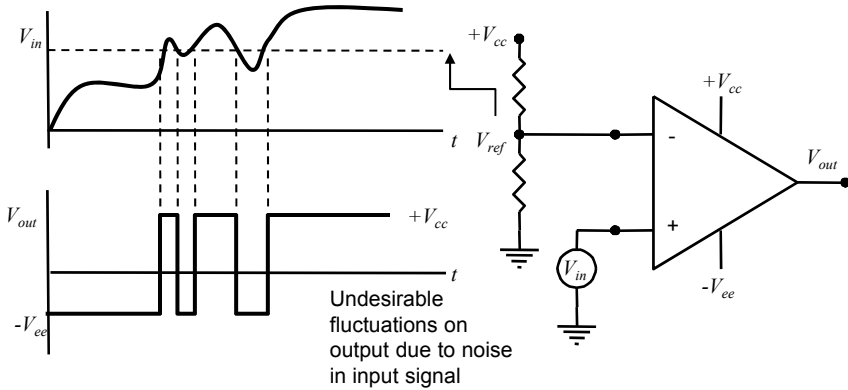 V_in
t
V_out
+V_cc
t
-V_ee
Undesirable
fluctuations on
output due to noise
in input signal
+V_cc
V_ref
+V_cc
-
+
V_out
V_in
-V_ee